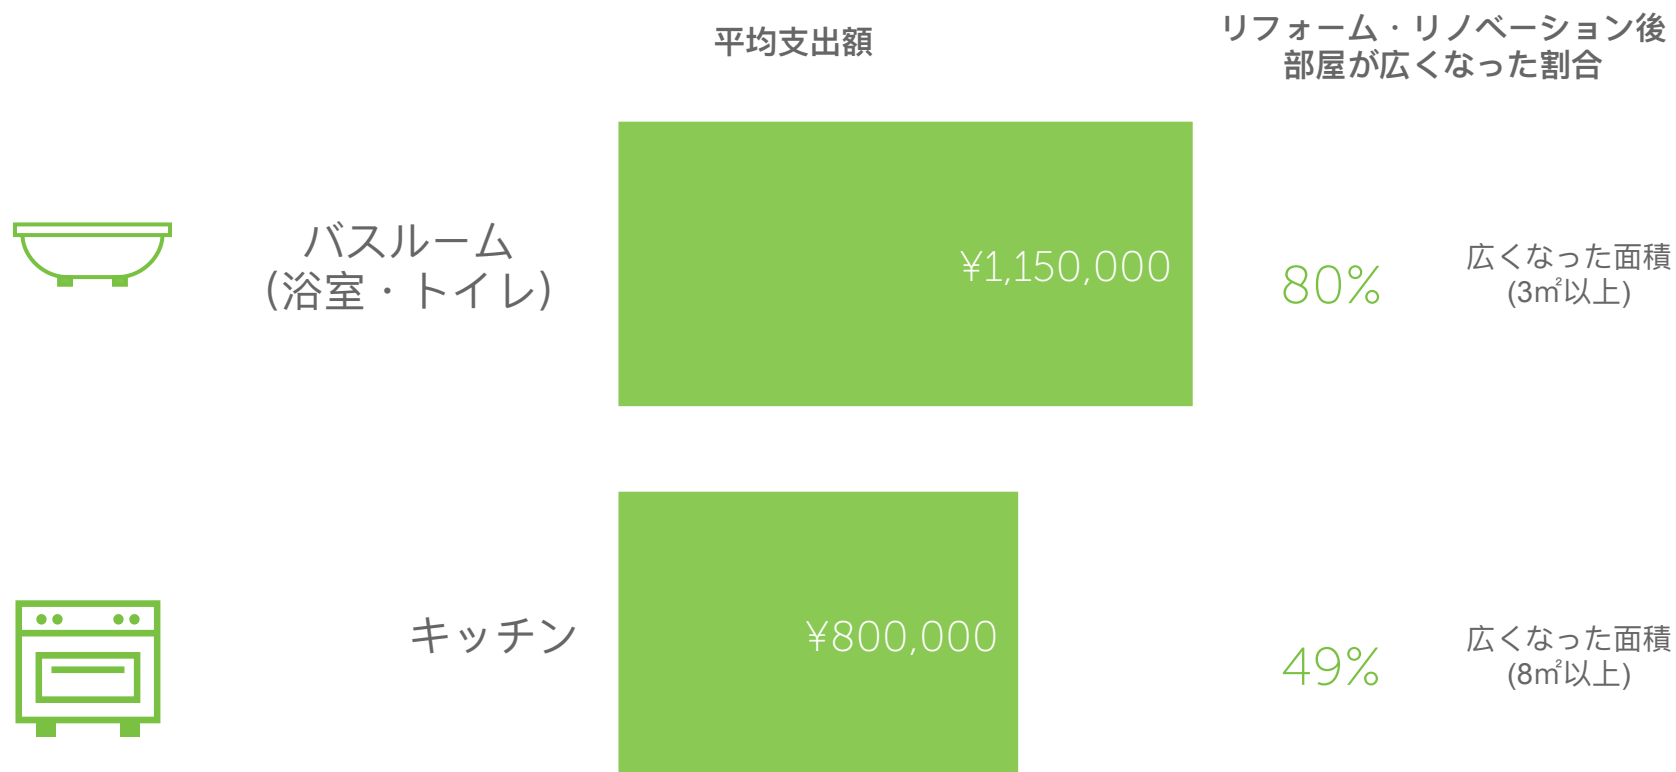 平均支出額
リフォーム・リノベーション後
部屋が広くなった割合
バスルーム
(浴室・トイレ)
¥1,150,000
80%
広くなった面積
(3㎡以上)
キッチン
¥800,000
49%
広くなった面積
(8㎡以上)